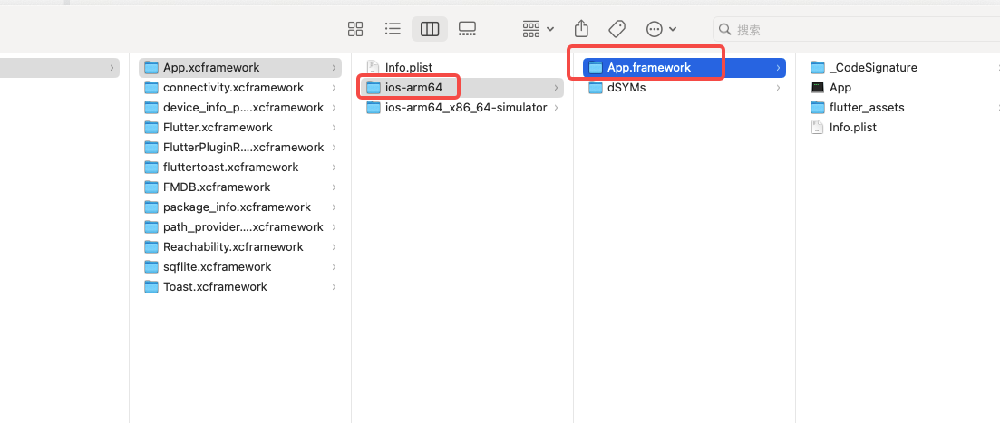 搜索
App.xcframework
connectivity.xcframework
device_info_p....xcframework
Flutter.xcframework
FlutterPluginR....xcframework
fluttertoast.xcframework
FMDB.xcframework
package_info.xcframework
path_provider....xcframework
Reachability.xcframework
sqflite.xcframework
Toast.xcframework
Info.plist
ios-arm64
ios-arm64_x86_64-simulator
App.framework
dSYMs
_CodeSignature
App
flutter_assets
Info.plist